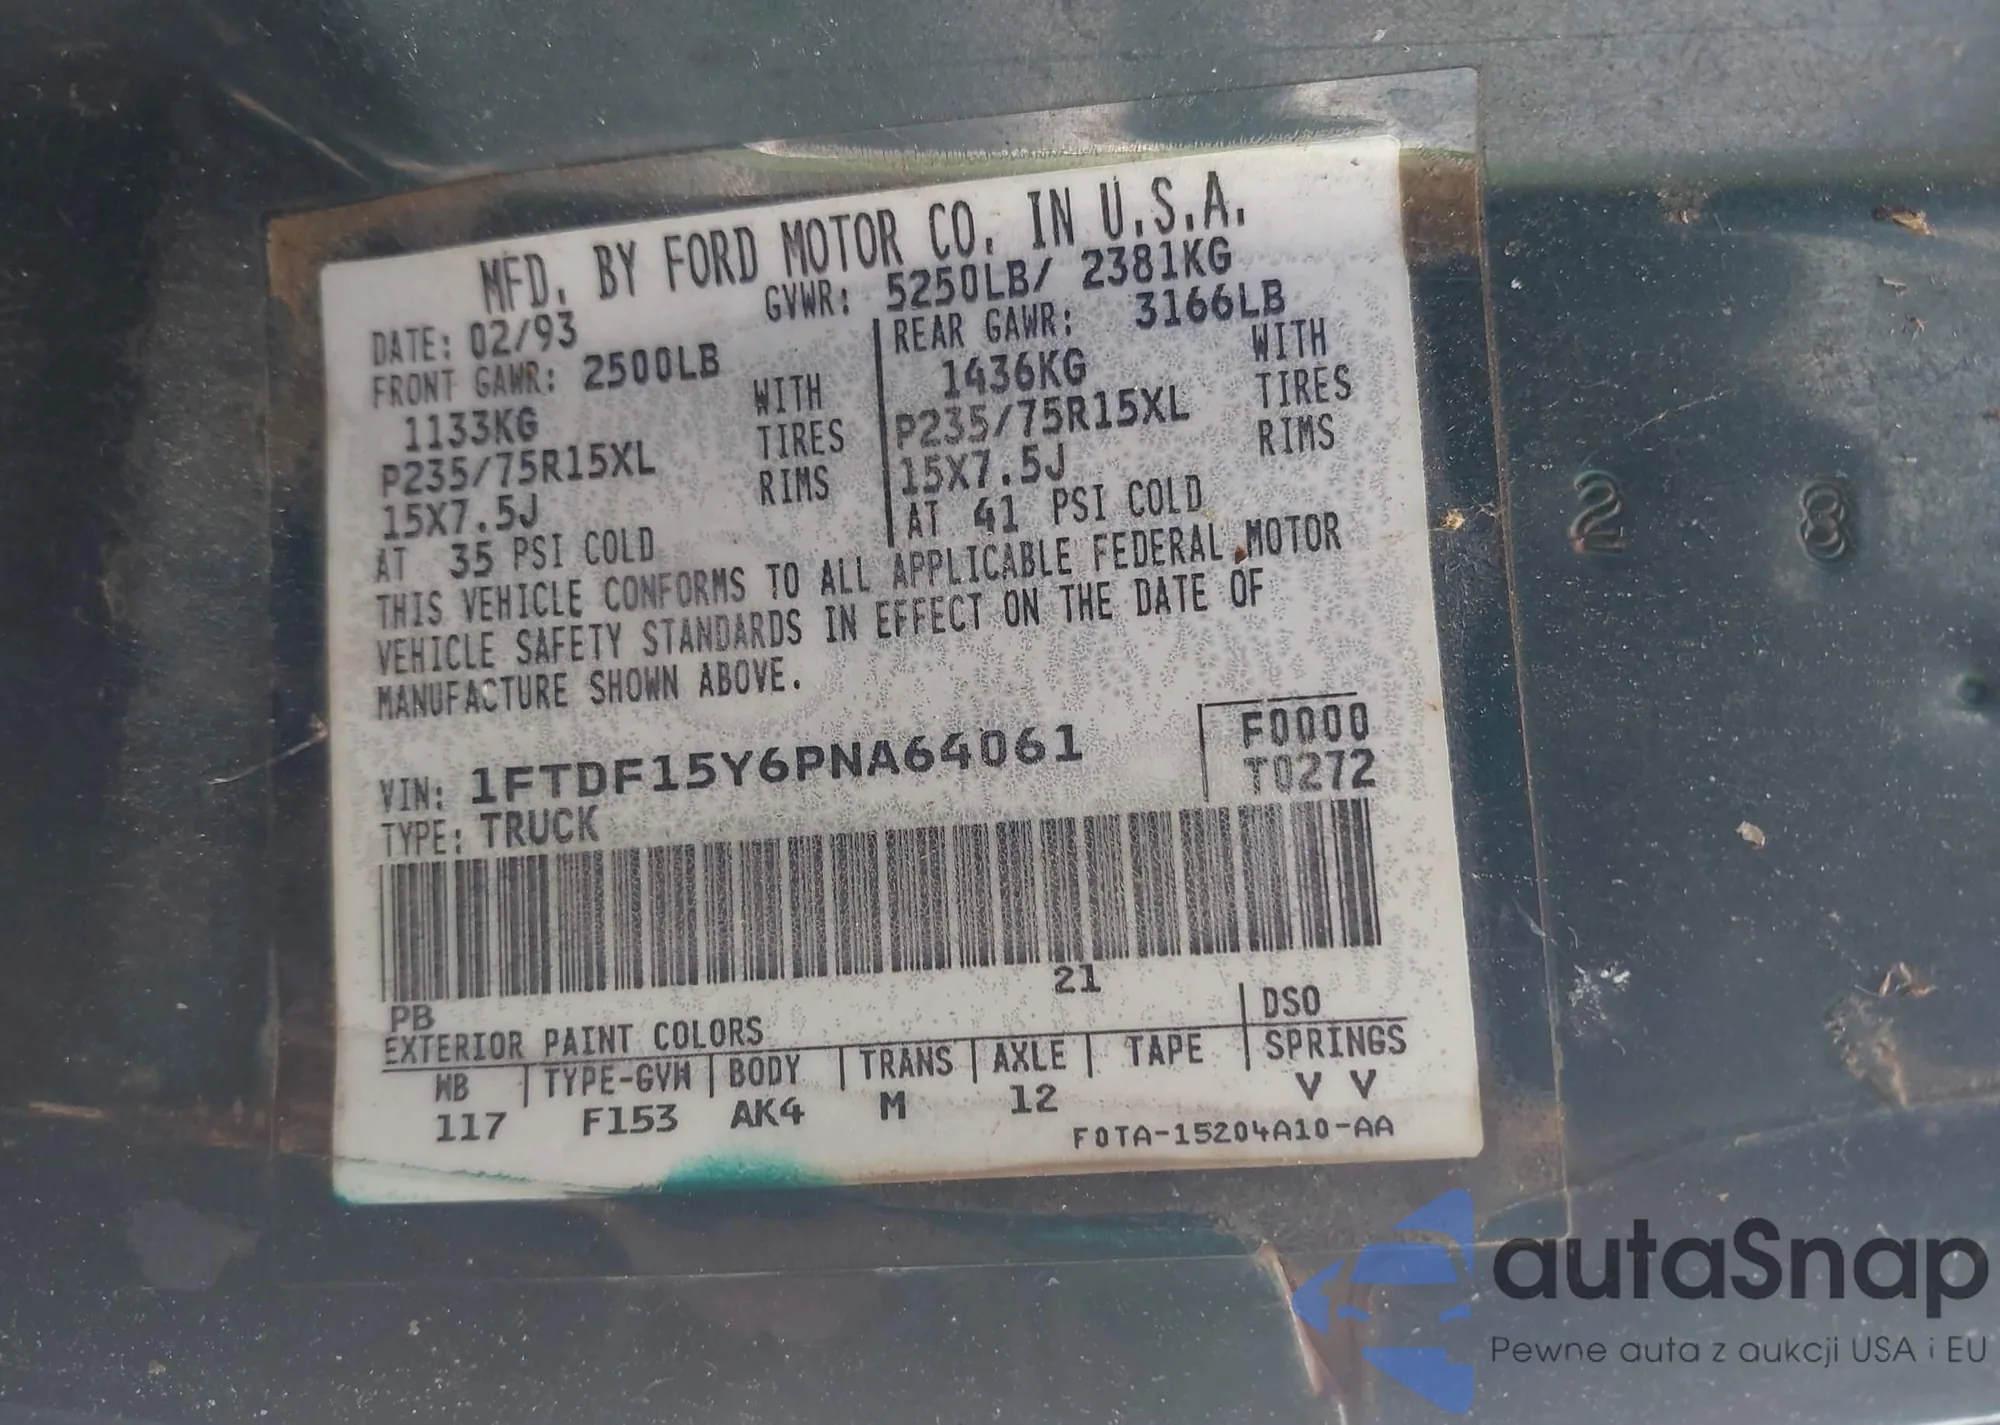 MFD. BY FORD MOTOR CO. IN U.S.A.
DATE: 02/93 GVWR: 5250LB/ 2381KG
FRONT GAWR: 2500LB REAR GAWR: 3166LB
1133KG WITH 1436KG WITH
P235/75R15XL TIRES P235/75R15XL TIRES
15X7.5J RIMS 15X7.5J RIMS
AT 35 PSI COLD AT 41 PSI COLD
THIS VEHICLE CONFORMS TO ALL APPLICABLE FEDERAL MOTOR
VEHICLE SAFETY STANDARDS IN EFFECT ON THE DATE OF
MANUFACTURE SHOWN ABOVE.
F0000
VIN: 1FTDF15Y6PNA64061 T0272
TYPE: TRUCK
21
PB DSO
EXTERIOR PAINT COLORS
WB TYPE-GVW BODY TRANS AXLE TAPE SPRINGS
117 F153 AK4 M 12 V V
F0TA-15204A10-AA
2 8
autaSnap
Pewne auta z aukcji USA i EU